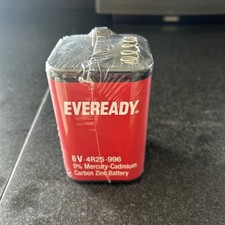 EVEREADY®
6V-4R25-996
0% Mercury-Cadmium
Carbon Zinc Battery